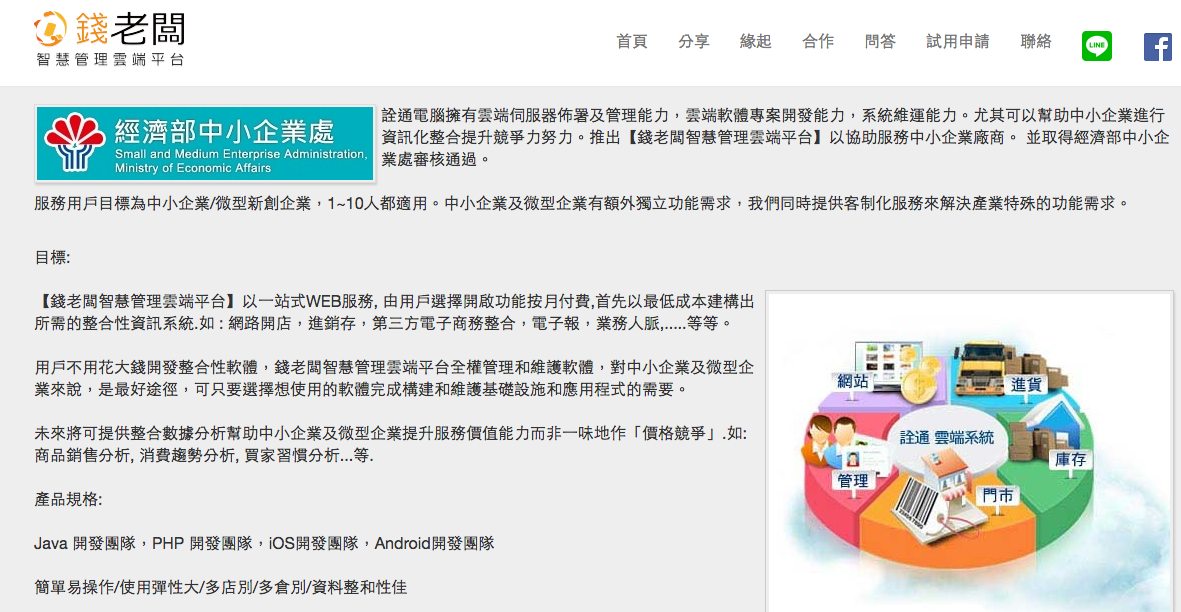 錢老闆
智慧管理雲端平台
首頁 分享 緣起 合作 問答 試用申請 聯絡
LINE
f
經濟部中小企業處
Small and Medium Enterprise Administration,
Ministry of Economic Affairs
詮通電腦擁有雲端伺服器佈署及管理能力，雲端軟體專案開發能力，系統維運能力。尤其可以幫助中小企業進行
資訊化整合提升競爭力努力。推出【錢老闆智慧管理雲端平台】以協助服務中小企業廠商。 並取得經濟部中小企
業處審核通過。
服務用戶目標為中小企業/微型新創企業，1~10人都適用。中小企業及微型企業有額外獨立功能需求，我們同時提供客制化服務來解決產業特殊的功能需求。
目標:
【錢老闆智慧管理雲端平台】以一站式WEB服務, 由用戶選擇開啟功能按月付費,首先以最低成本建構出
所需的整合性資訊系統.如 : 網路開店，進銷存，第三方電子商務整合，電子報，業務人脈,.....等等。
用戶不用花大錢開發整合性軟體，錢老闆智慧管理雲端平台全權管理和維護軟體，對中小企業及微型企
業來說，是最好途徑，可只要選擇想使用的軟體完成構建和維護基礎設施和應用程式的需要。
未來將可提供整合數據分析幫助中小企業及微型企業提升服務價值能力而非一味地作「價格競爭」.如:
商品銷售分析, 消費趨勢分析, 買家習慣分析...等.
產品規格:
Java 開發團隊，PHP 開發團隊，iOS開發團隊，Android開發團隊
簡單易操作/使用彈性大/多店別/多倉別/資料整和性佳
網站
進貨
詮通 雲端系統
庫存
管理
門市